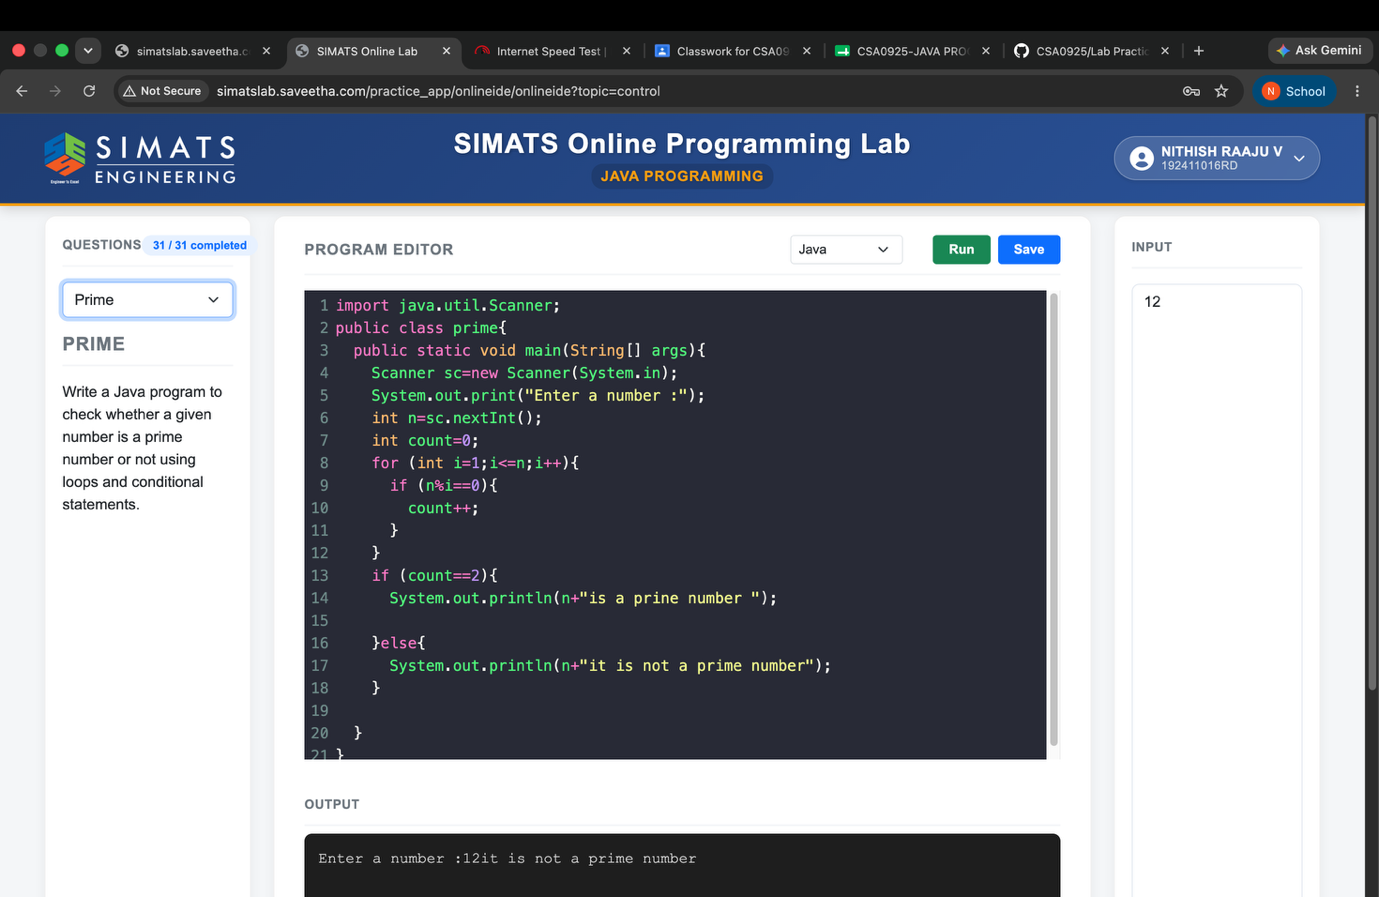 simatslab.saveetha.c
SIMATS Online Lab
Internet Speed Test |
Classwork for CSA09
CSA0925-JAVA PRO
CSA0925/Lab Practic
Ask Gemini
Not Secure
simatslab.saveetha.com/practice_app/onlineide/onlineide?topic=control
N School
SIMATS
ENGINEERING
Engineer to Excel
SIMATS Online Programming Lab
JAVA PROGRAMMING
NITHISH RAAJU V
192411016RD
QUESTIONS 31 / 31 completed
Prime
PRIME
Write a Java program to
check whether a given
number is a prime
number or not using
loops and conditional
statements.
PROGRAM EDITOR
Java
Run
Save
1 import java.util.Scanner;
2 public class prime{
3 public static void main(String[] args){
4 Scanner sc=new Scanner(System.in);
5 System.out.print("Enter a number :");
6 int n=sc.nextInt();
7 int count=0;
8 for (int i=1;i<=n;i++){
9 if (n%i==0){
10 count++;
11 }
12 }
13 if (count==2){
14 System.out.println(n+"is a prine number ");
15
16 }else{
17 System.out.println(n+"it is not a prime number");
18 }
19
20 }
21 }
OUTPUT
Enter a number :12it is not a prime number
INPUT
12